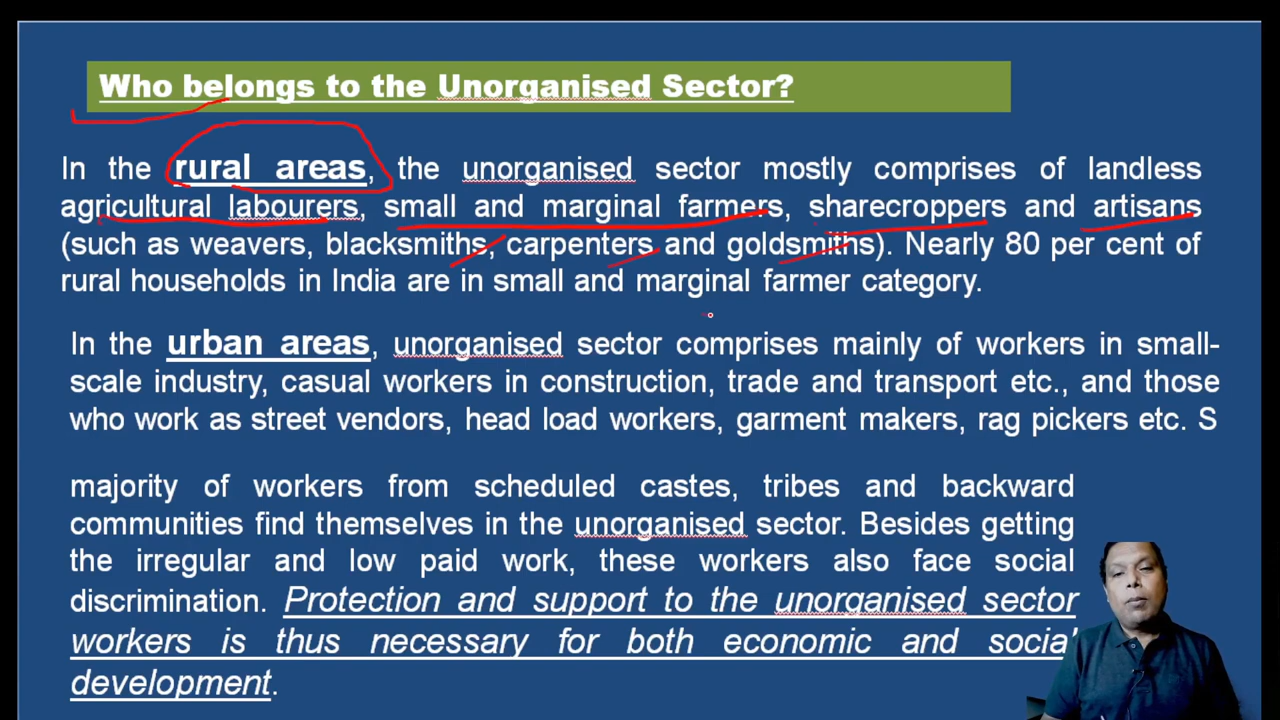 Who belongs to the Unorganised Sector?
In the rural areas, the unorganised sector mostly comprises of landless
agricultural labourers, small and marginal farmers, sharecroppers and artisans
(such as weavers, blacksmiths, carpenters and goldsmiths). Nearly 80 per cent of
rural households in India are in small and marginal farmer category.
In the urban areas, unorganised sector comprises mainly of workers in small-
scale industry, casual workers in construction, trade and transport etc., and those
who work as street vendors, head load workers, garment makers, rag pickers etc. S
majority of workers from scheduled castes, tribes and backward
communities find themselves in the unorganised sector. Besides getting
the irregular and low paid work, these workers also face social
discrimination. Protection and support to the unorganised sector
workers is thus necessary for both economic and social
development.